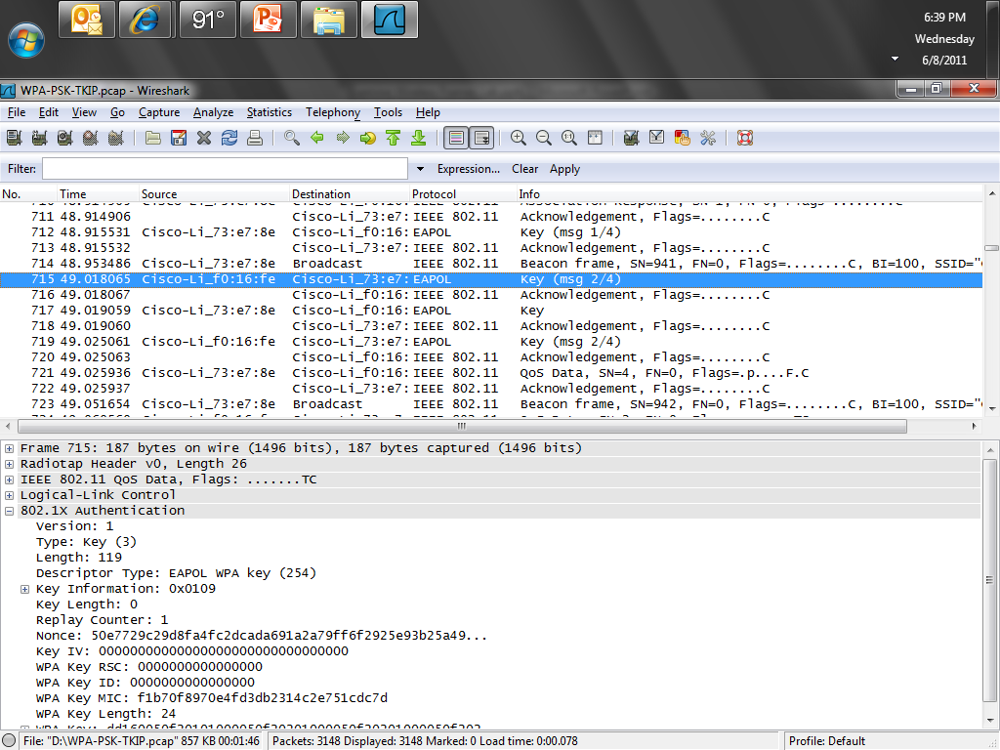 91°
6:39 PM
Wednesday
6/8/2011
WPA-PSK-TKIP.pcap - Wireshark
File Edit View Go Capture Analyze Statistics Telephony Tools Help
Filter: Expression... Clear Apply
No. Time Source Destination Protocol Info
711 48.914906 Cisco-Li_73:e7: IEEE 802.11 Acknowledgement, Flags=........C
712 48.915531 Cisco-Li_73:e7:8e Cisco-Li_f0:16: EAPOL Key (msg 1/4)
713 48.915532 Cisco-Li_73:e7: IEEE 802.11 Acknowledgement, Flags=........C
714 48.953486 Cisco-Li_73:e7:8e Broadcast IEEE 802.11 Beacon frame, SN=941, FN=0, Flags=........C, BI=100, SSID="
715 49.018065 Cisco-Li_f0:16:fe Cisco-Li_73:e7: EAPOL Key (msg 2/4)
716 49.018067 Cisco-Li_f0:16: IEEE 802.11 Acknowledgement, Flags=........C
717 49.019059 Cisco-Li_73:e7:8e Cisco-Li_f0:16: EAPOL Key
718 49.019060 Cisco-Li_73:e7: IEEE 802.11 Acknowledgement, Flags=........C
719 49.025061 Cisco-Li_f0:16:fe Cisco-Li_73:e7: EAPOL Key (msg 2/4)
720 49.025063 Cisco-Li_f0:16: IEEE 802.11 Acknowledgement, Flags=........C
721 49.025936 Cisco-Li_73:e7:8e Cisco-Li_f0:16: IEEE 802.11 QoS Data, SN=4, FN=0, Flags=.p....F.C
722 49.025937 Cisco-Li_73:e7: IEEE 802.11 Acknowledgement, Flags=........C
723 49.051654 Cisco-Li_73:e7:8e Broadcast IEEE 802.11 Beacon frame, SN=942, FN=0, Flags=........C, BI=100, SSID="
Frame 715: 187 bytes on wire (1496 bits), 187 bytes captured (1496 bits)
Radiotap Header v0, Length 26
IEEE 802.11 QoS Data, Flags: .......TC
Logical-Link Control
802.1X Authentication
Version: 1
Type: Key (3)
Length: 119
Descriptor Type: EAPOL WPA key (254)
Key Information: 0x0109
Key Length: 0
Replay Counter: 1
Nonce: 50e7729c29d8fa4fc2dcada691a2a79ff6f2925e93b25a49...
Key IV: 00000000000000000000000000000000
WPA Key RSC: 0000000000000000
WPA Key ID: 0000000000000000
WPA Key MIC: f1b70f8970e4fd3db2314c2e751cdc7d
WPA Key Length: 24
File: "D:\WPA-PSK-TKIP.pcap" 857 KB 00:01:46 Packets: 3148 Displayed: 3148 Marked: 0 Load time: 0:00.078 Profile: Default